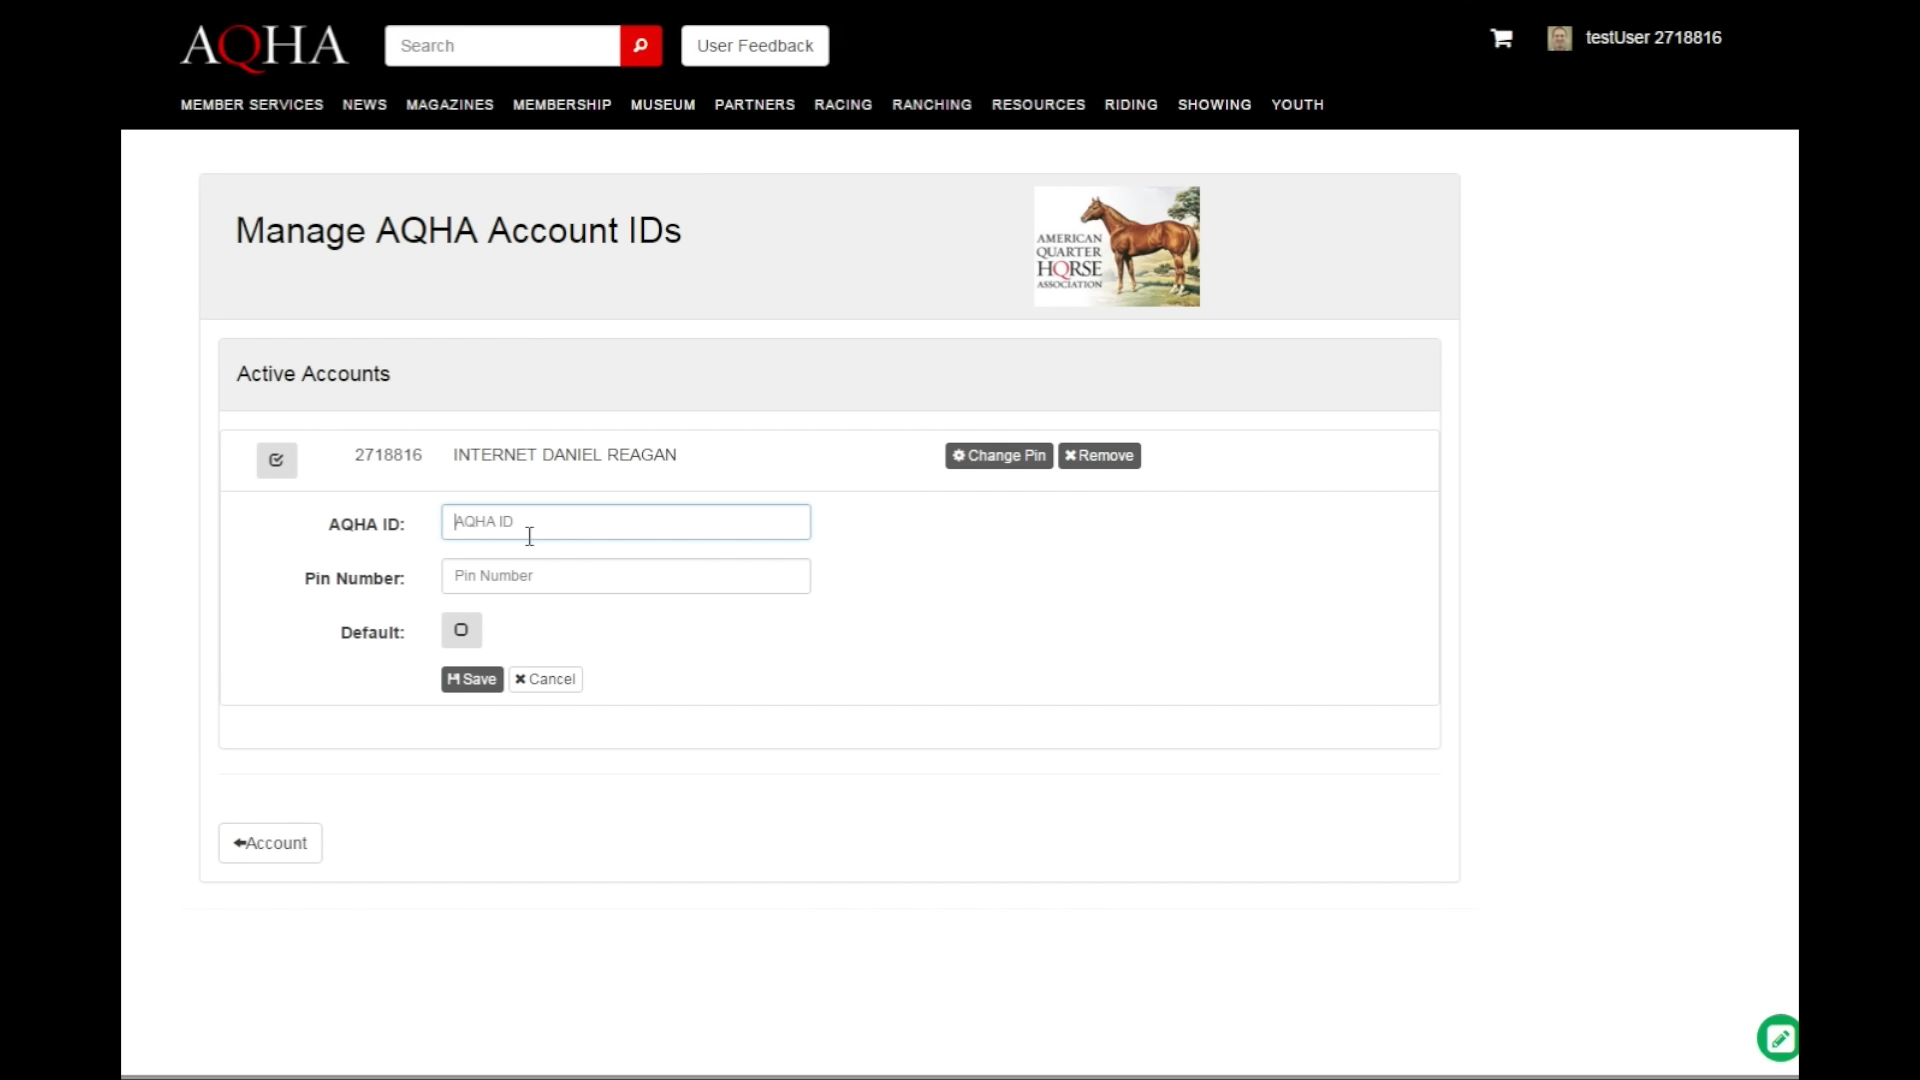 AQHA
Search
User Feedback
testUser 2718816
MEMBER SERVICES NEWS MAGAZINES MEMBERSHIP MUSEUM PARTNERS RACING RANCHING RESOURCES RIDING SHOWING YOUTH
Manage AQHA Account IDs
AMERICAN
QUARTER
HORSE
ASSOCIATION
Active Accounts
2718816 INTERNET DANIEL REAGAN Change Pin Remove
AQHA ID: AQHA ID
Pin Number: Pin Number
Default:
Save Cancel
Account